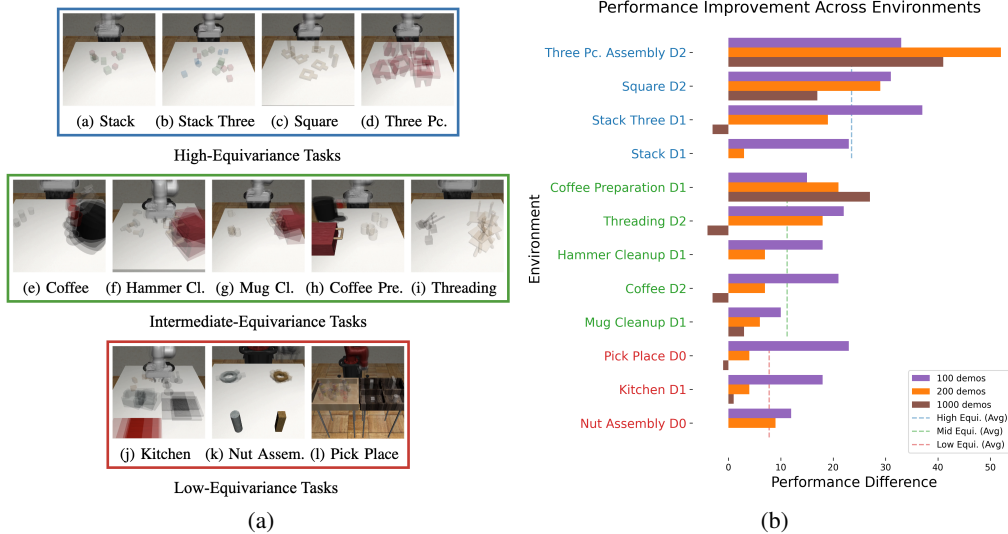 (a) Stack
(b) Stack Three
(c) Square
(d) Three Pc.
High-Equivariance Tasks
(e) Coffee
(f) Hammer Cl.
(g) Mug Cl.
(h) Coffee Pre.
(i) Threading
Intermediate-Equivariance Tasks
(j) Kitchen
(k) Nut Assem.
(l) Pick Place
Low-Equivariance Tasks
(a)
Performance Improvement Across Environments
Environment
Three Pc. Assembly D2
Square D2
Stack Three D1
Stack D1
Coffee Preparation D1
Threading D2
Hammer Cleanup D1
Coffee D2
Mug Cleanup D1
Pick Place D0
Kitchen D1
Nut Assembly D0
100 demos
200 demos
1000 demos
High Equi. (Avg)
Mid Equi. (Avg)
Low Equi. (Avg)
0 10 20 30 40 50
Performance Difference
(b)